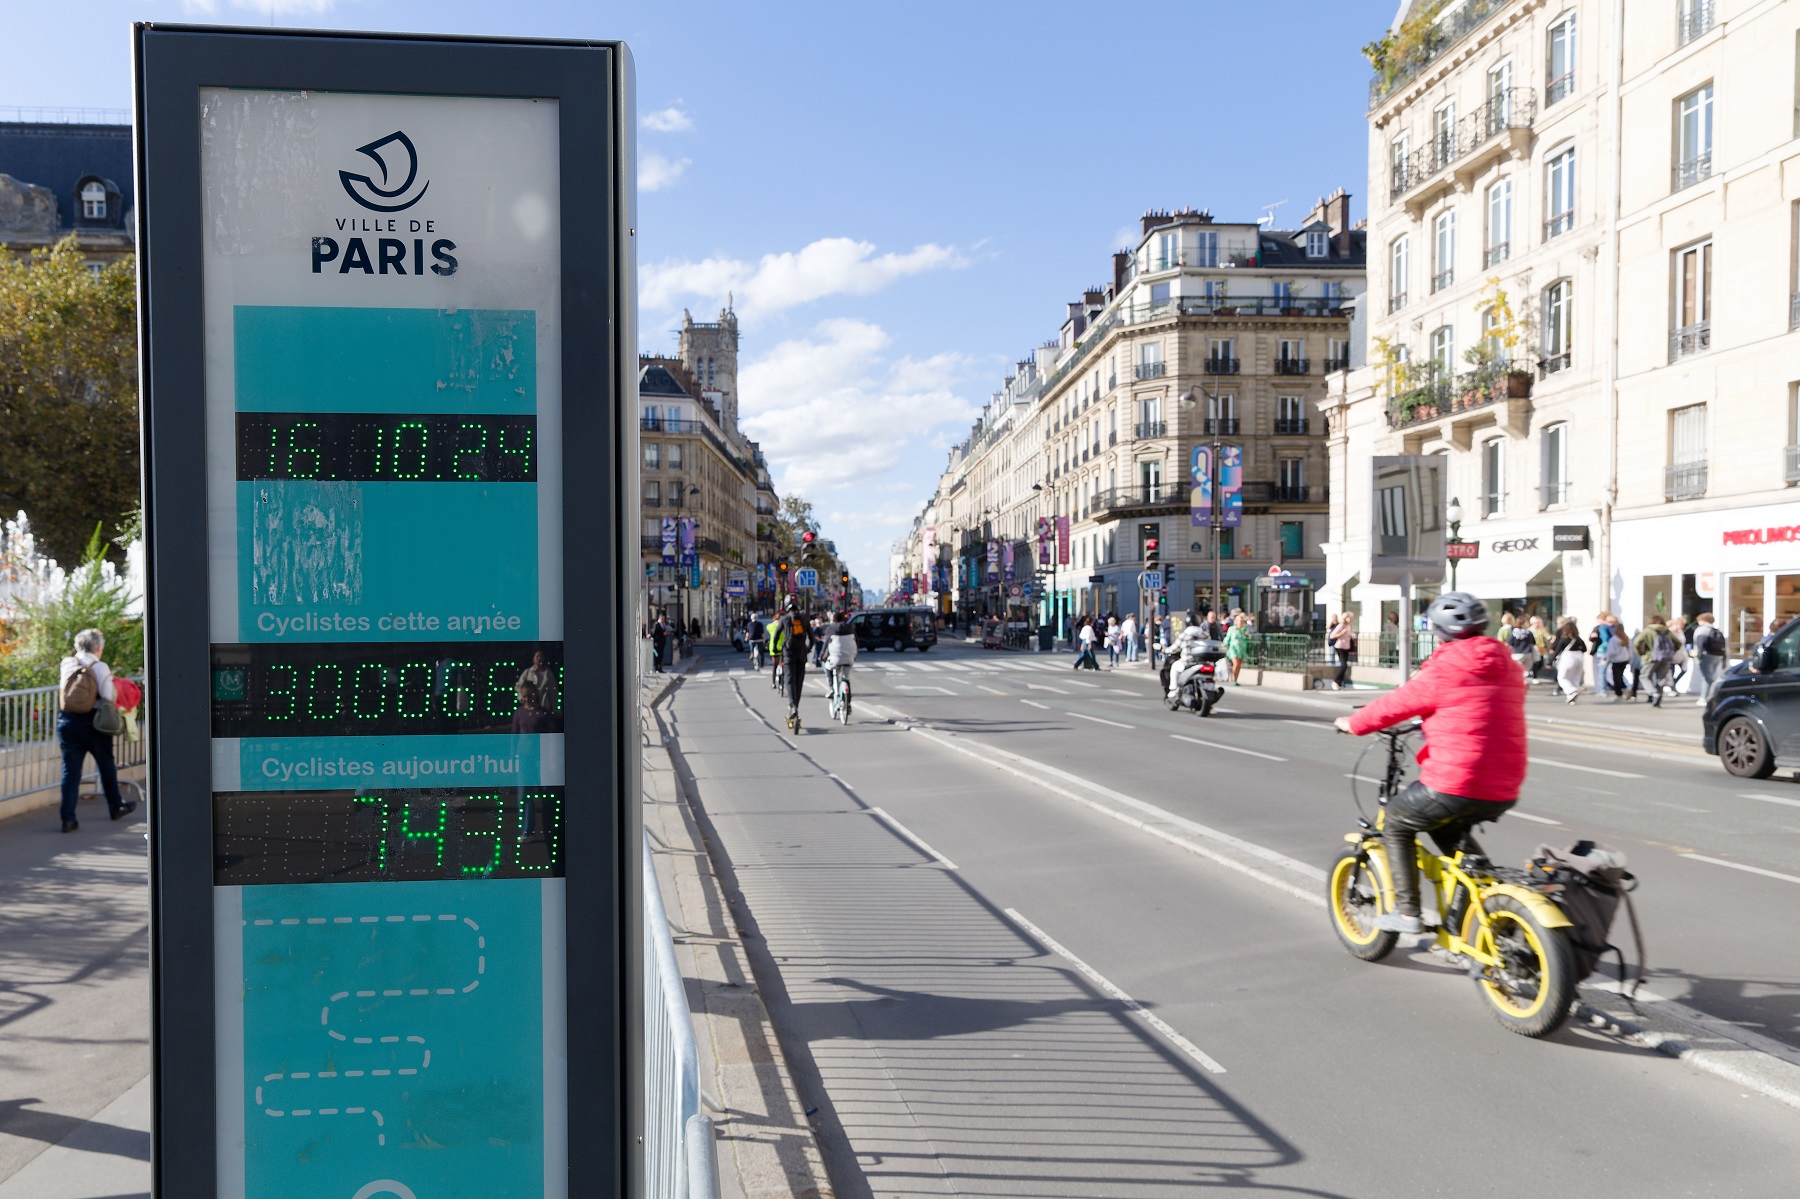 VILLE DE
PARIS
16.10.24
Cyclistes cette année
3000661
Cyclistes aujourd'hui
7430
GEOX